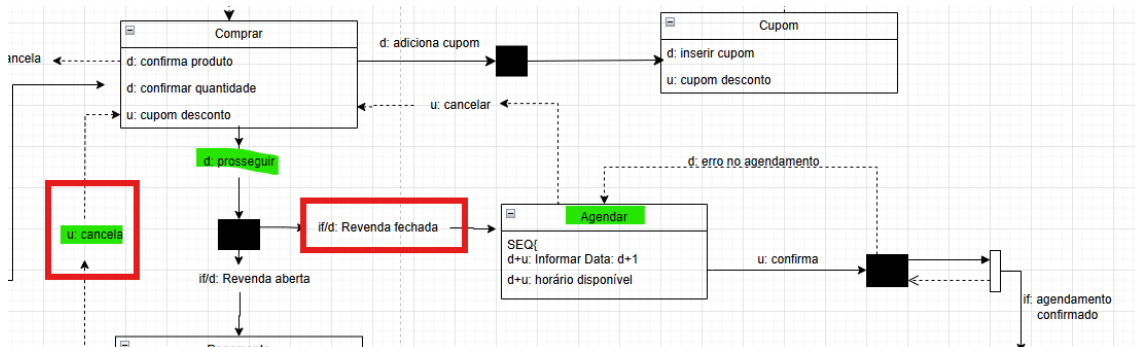 Comprar
Cupom
d: adiciona cupom
ancela
d: confirma produto
d: inserir cupom
d: confirmar quantidade
u: cupom desconto
u: cancelar
u: cupom desconto
d: prosseguir
d: erro no agendamento
u: cancela
if/d: Revenda fechada
Agendar
SEQ{
d+u: Informar Data: d+1
u: confirma
if/d: Revenda aberta
d+u: horário disponível
if: agendamento
confirmado